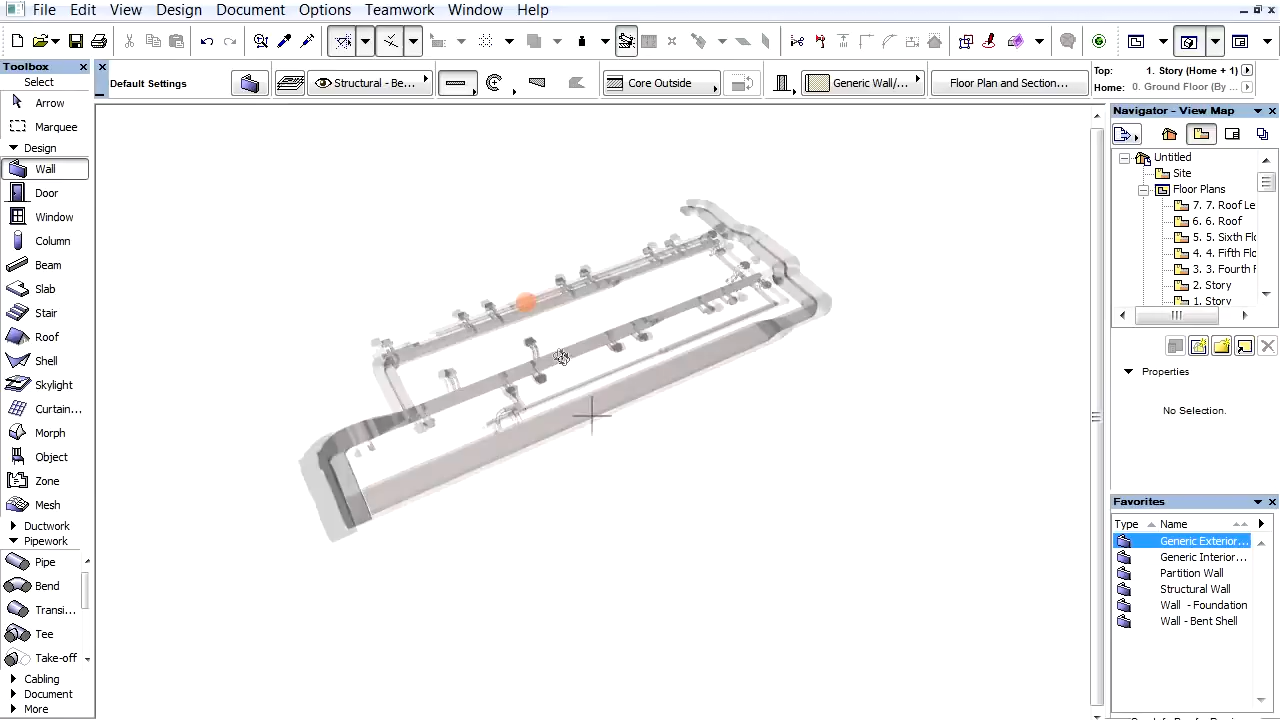 File Edit View Design Document Options Teamwork Window Help
Toolbox
Select
Arrow
Marquee
Design
Wall
Door
Window
Column
Beam
Slab
Stair
Roof
Shell
Skylight
Curtain...
Morph
Object
Zone
Mesh
Ductwork
Pipework
Pipe
Bend
Transi...
Tee
Take-off
Cabling
Document
More
Default Settings
Structural - Be...
Core Outside
Generic Wall/...
Floor Plan and Section...
Top: 1. Story (Home + 1)
Home: 0. Ground Floor (By ...
Navigator - View Map
Untitled
Site
Floor Plans
7. 7. Roof Le
6. 6. Roof
5. 5. Sixth Fl
4. 4. Fifth Fl
3. 3. Fourth F
2. Story
1. Story
Properties
No Selection.
Favorites
Type Name
Generic Exterior...
Generic Interior...
Partition Wall
Structural Wall
Wall - Foundation
Wall - Bent Shell